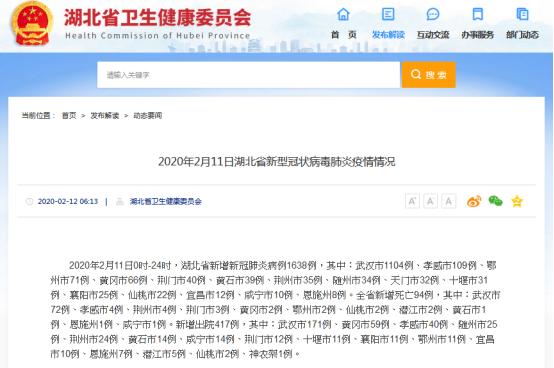 湖北省卫生健康委员会
Health Commission of Hubei Province
首 页 发布解读 互动交流 办事服务 部门动态
请输入关键字 搜索
当前位置: 首页 > 发布解读 > 动态要闻
2020年2月11日湖北省新型冠状病毒肺炎疫情情况
2020-02-12 06:13 | 湖北省卫生健康委员会 A+ A A-
2020年2月11日0时-24时，湖北省新增新冠肺炎病例1638例，其中：武汉市1104例、孝感市109例、鄂
州市71例、黄冈市66例、荆门市40例、黄石市39例、荆州市35例、随州市34例、天门市32例、十堰市31
例、襄阳市25例、仙桃市22例、宜昌市12例、咸宁市10例、恩施州8例。全省新增死亡94例，其中：武汉市
72例、孝感市4例、荆州市4例、荆门市3例、黄冈市2例、鄂州市2例、仙桃市2例、潜江市2例、黄石市1
例、恩施州1例、咸宁市1例。新增出院417例，其中：武汉市171例、黄冈市59例、孝感市40例、随州市25
例、荆州市24例、黄石市14例、咸宁市14例、荆门市12例、十堰市11例、襄阳市11例、鄂州市11例、宜昌
市10例、恩施州7例、潜江市5例、仙桃市2例、神农架1例。